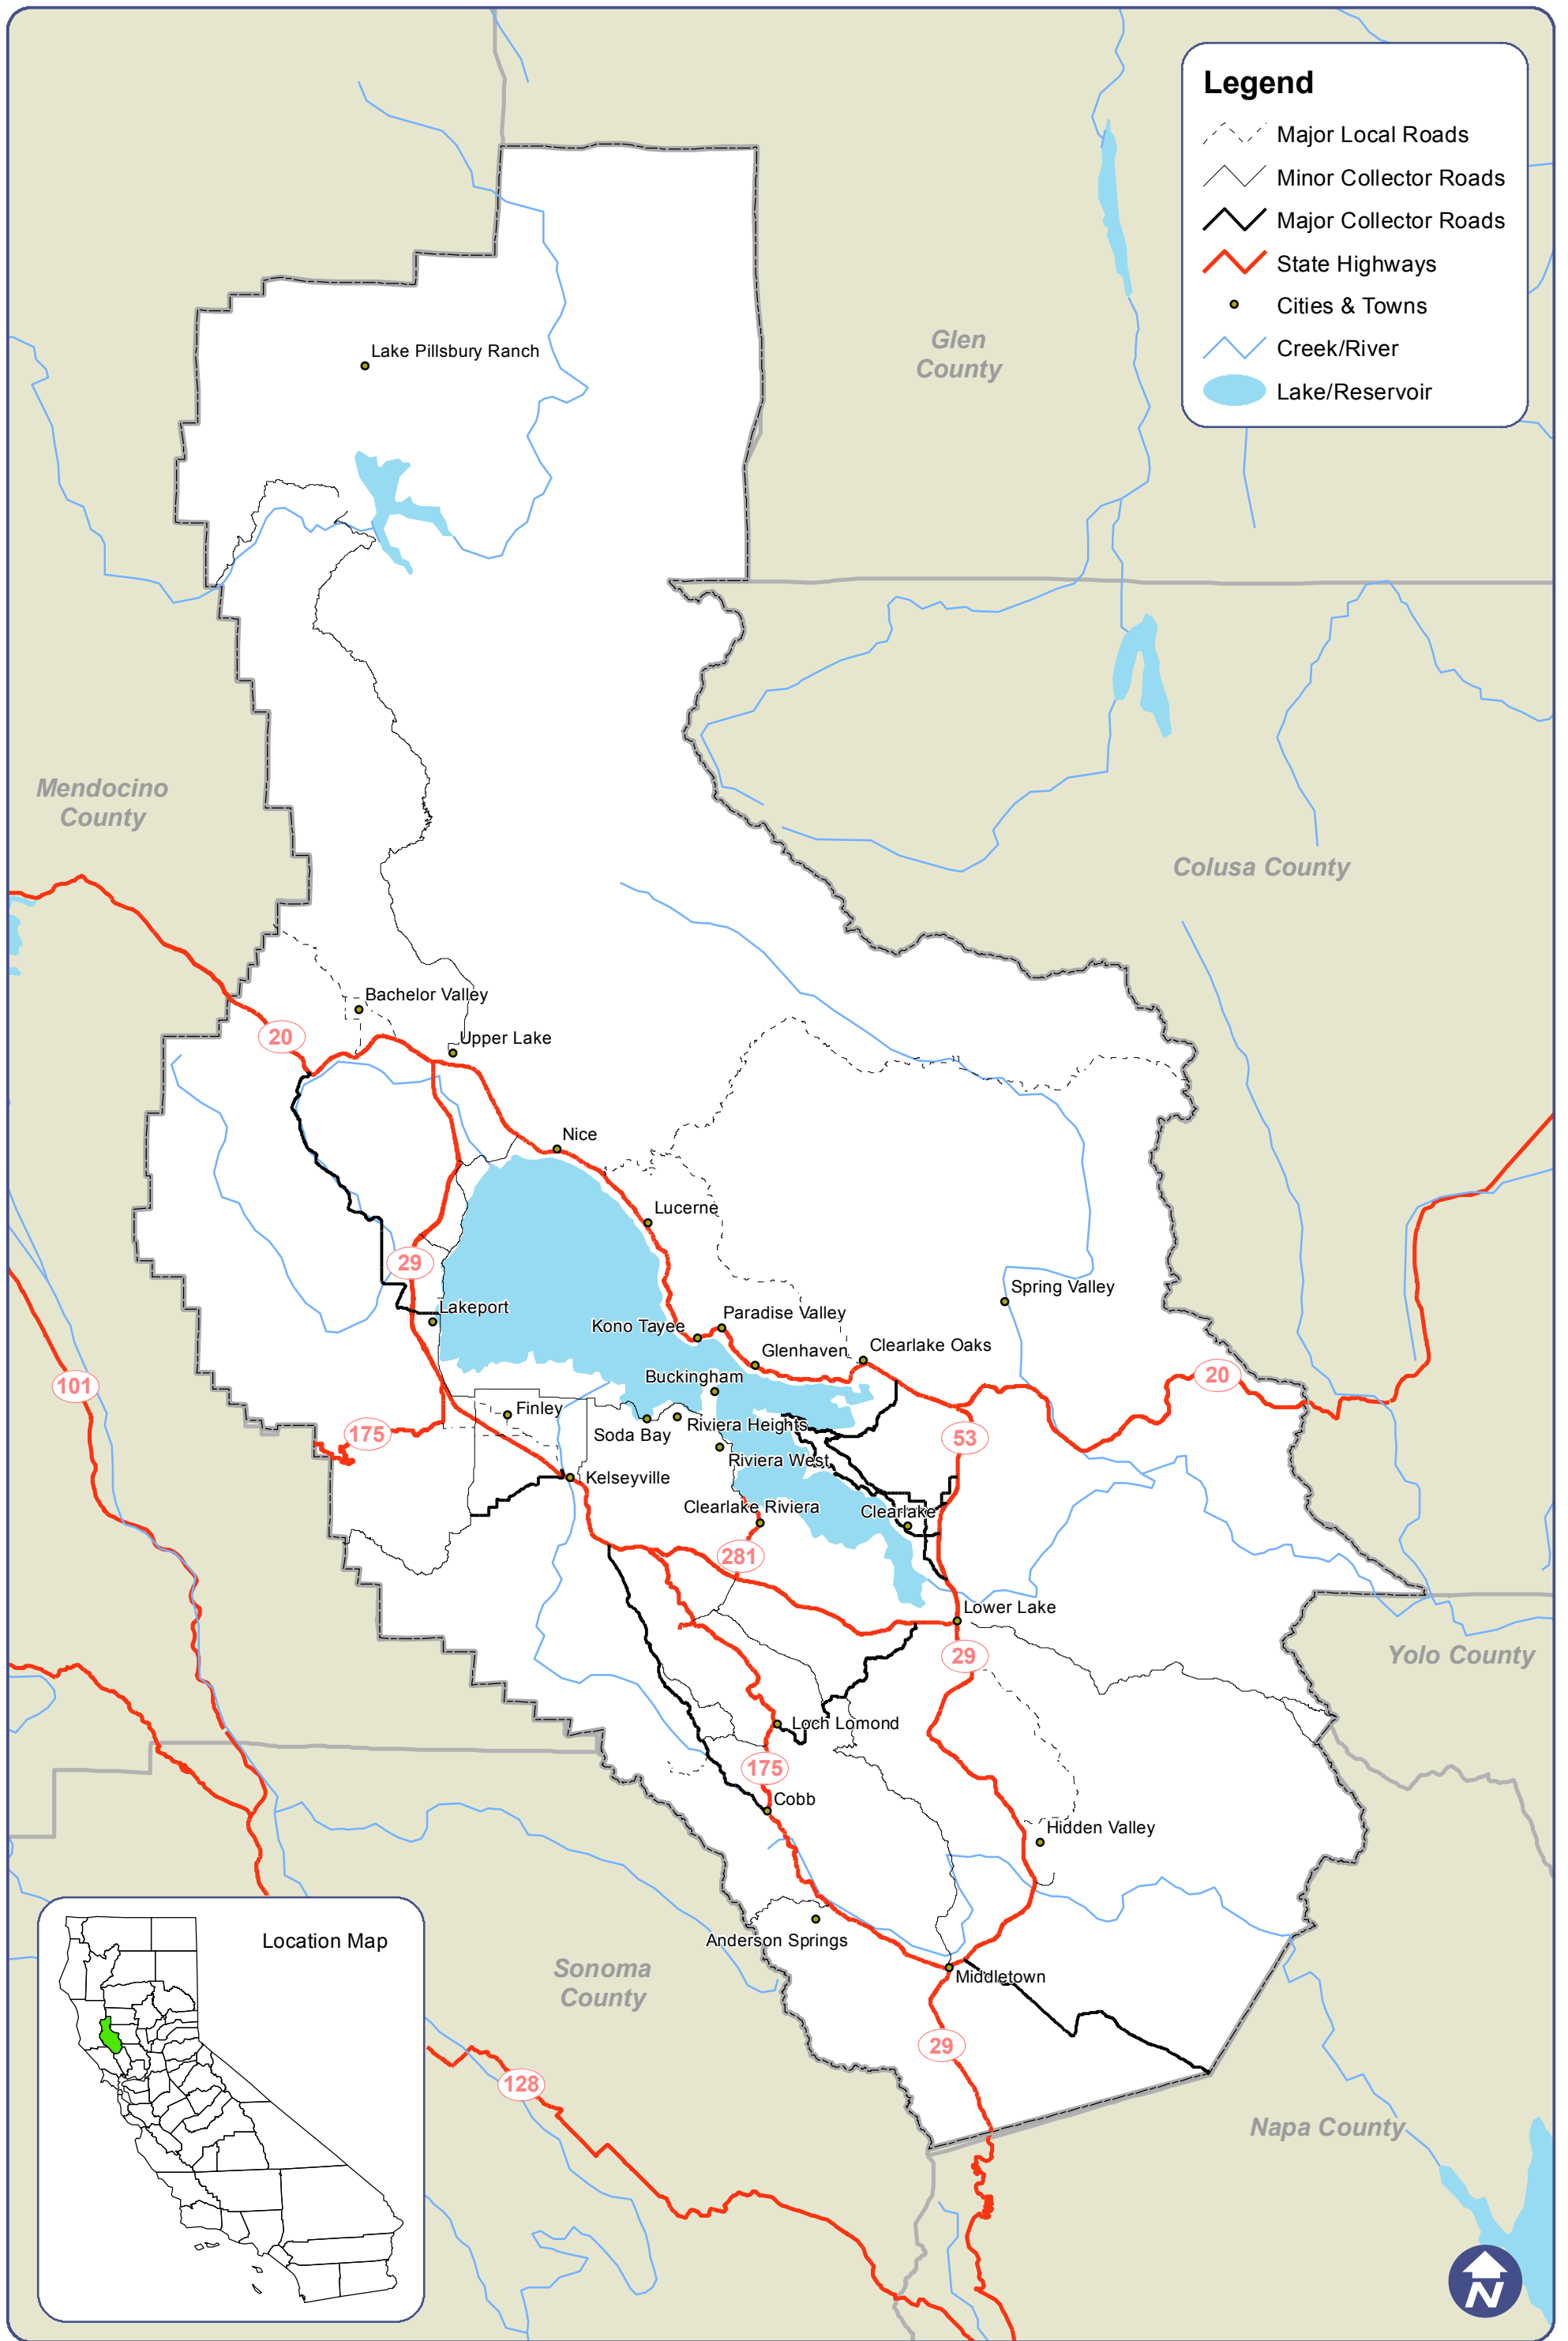 Legend
Major Local Roads
Minor Collector Roads
Major Collector Roads
State Highways
Cities & Towns
Creek/River
Lake/Reservoir
Glen
County
Lake Pillsbury Ranch
Mendocino
County
Colusa County
Bachelor Valley
20
Upper Lake
Nice
Lucerne
29
Spring Valley
Lakeport
Paradise Valley
Kono Tayee
Clearlake Oaks
Glenhaven
Buckingham
20
101
Finley
Riviera Heights
Soda Bay
175
53
Riviera West
Kelseyville
Clearlake Riviera
Clearlake
281
Lower Lake
29
Yolo County
Loch Lomond
175
Cobb
Hidden Valley
Anderson Springs
Location Map
Sonoma
County
Middletown
29
128
Napa County
N